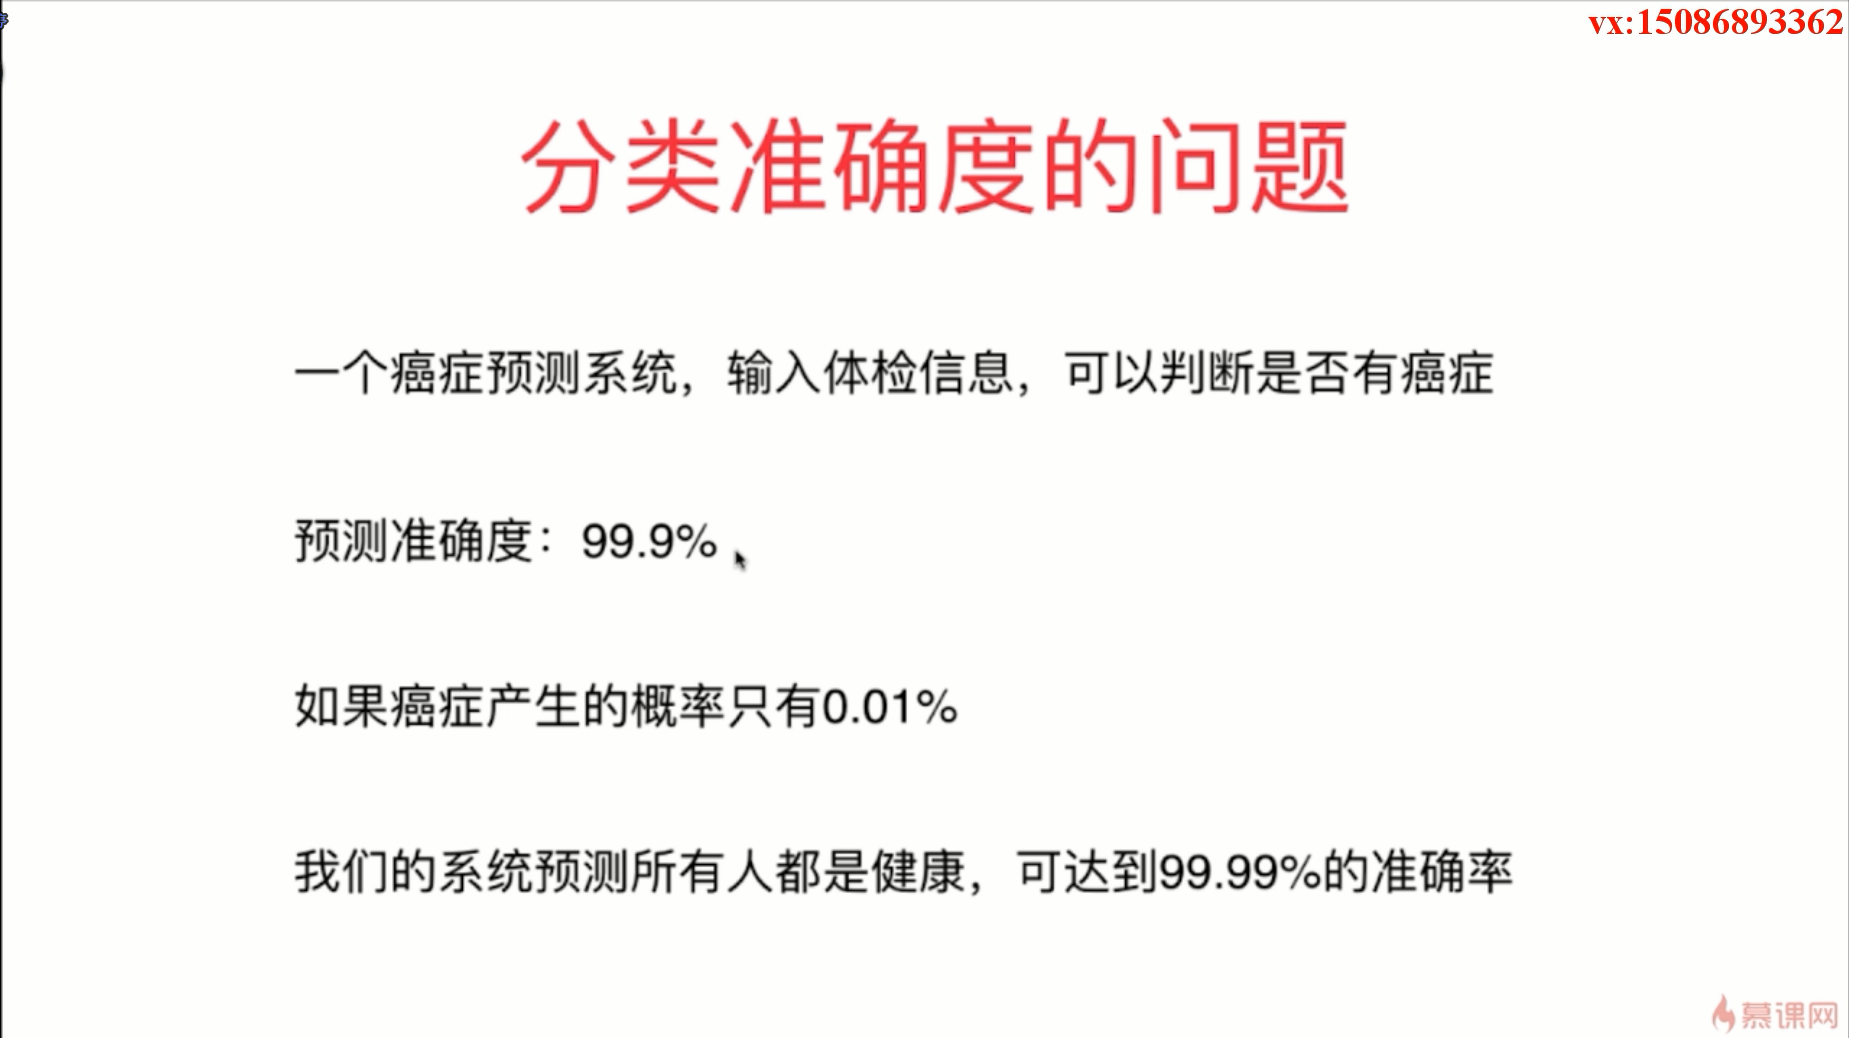 vx:15086893362
分类准确度的问题
一个癌症预测系统，输入体检信息，可以判断是否有癌症
预测准确度：99.9%
如果癌症产生的概率只有0.01%
我们的系统预测所有人都是健康，可达到99.99%的准确率
慕课网